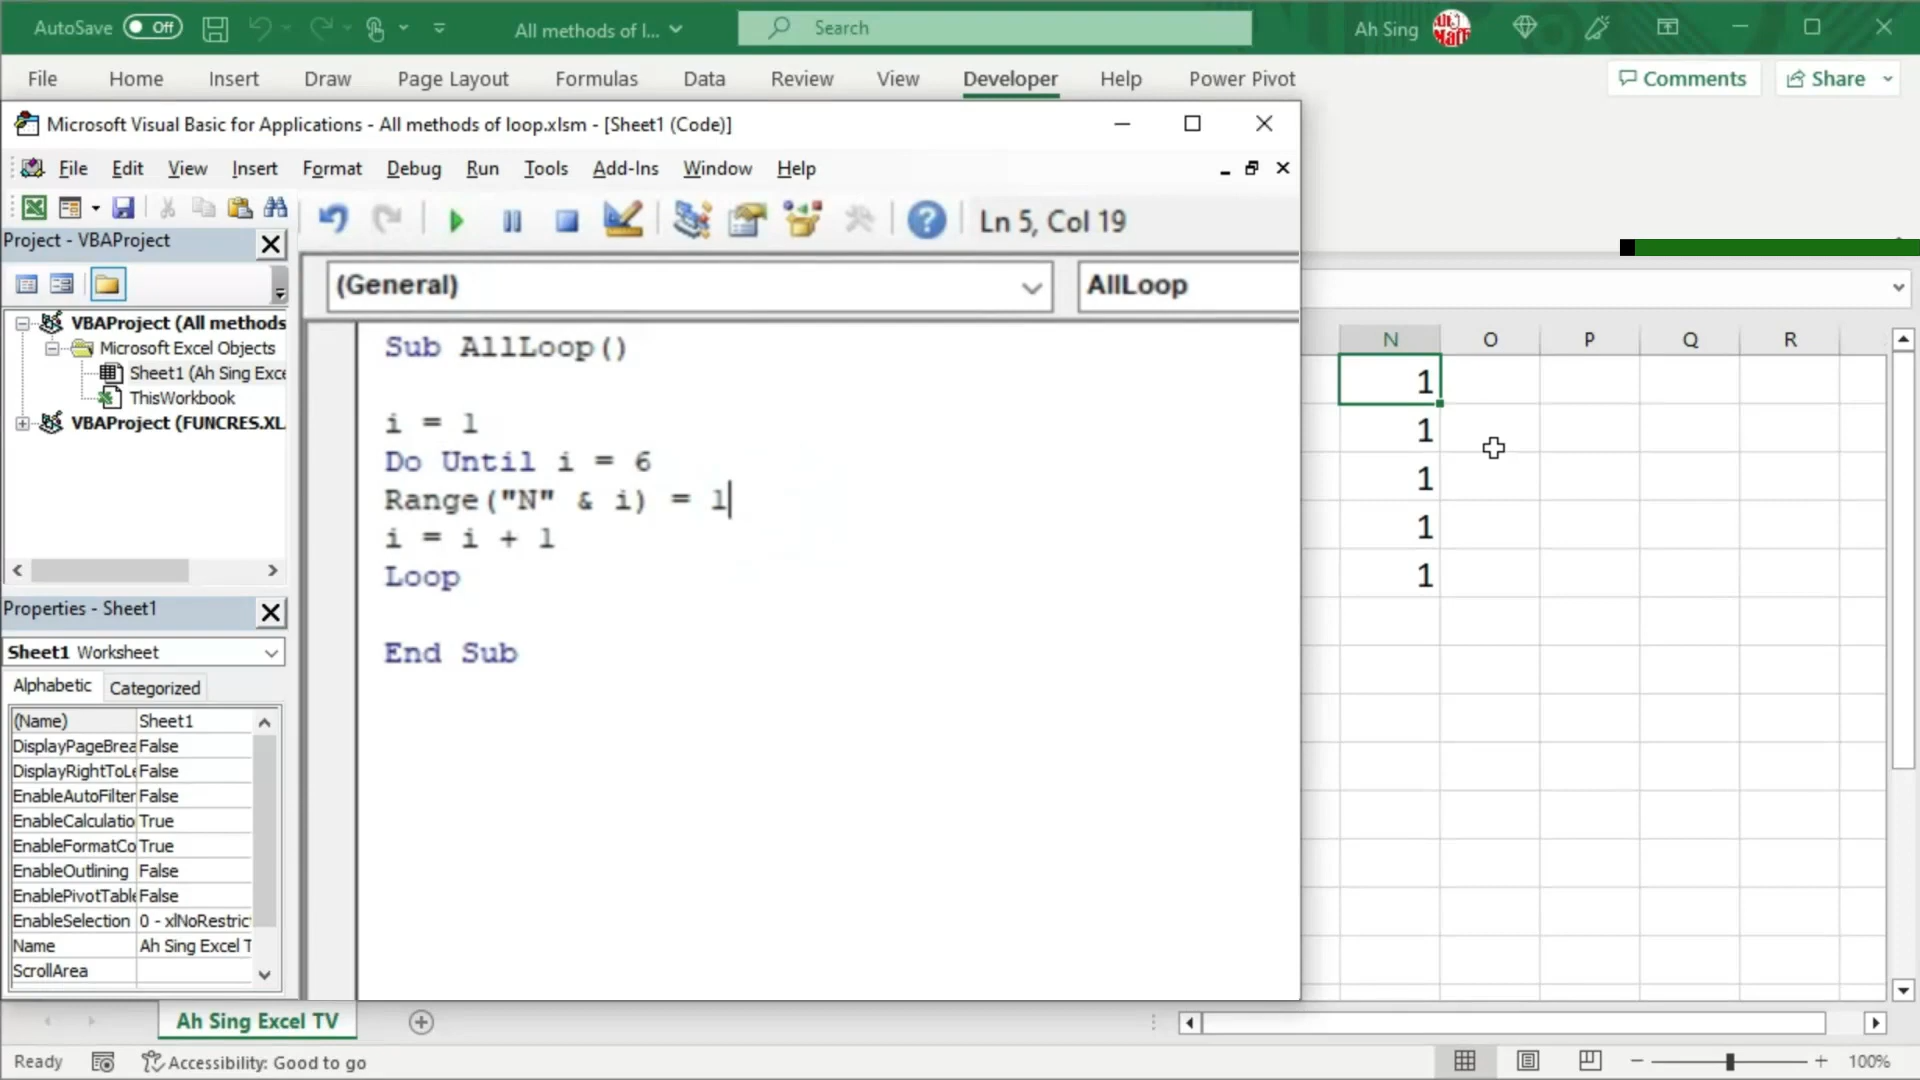 AutoSave Off All methods of l... Search Ah Sing
File Home Insert Draw Page Layout Formulas Data Review View Developer Help Power Pivot Comments Share
Microsoft Visual Basic for Applications - All methods of loop.xlsm - [Sheet1 (Code)]
File Edit View Insert Format Debug Run Tools Add-Ins Window Help
Ln 5, Col 19
Project - VBAProject
(General) AllLoop
VBAProject (All methods
Microsoft Excel Objects
Sheet1 (Ah Sing Exce
ThisWorkbook
VBAProject (FUNCRES.XL
Sub AllLoop()
i = 1
Do Until i = 6
Range("N" & i) = 1
i = i + 1
Loop
End Sub
N O P Q R
1
1
1
1
1
Properties - Sheet1
Sheet1 Worksheet
Alphabetic Categorized
(Name) Sheet1
DisplayPageBrea False
DisplayRightToLe False
EnableAutoFilter False
EnableCalculatio True
EnableFormatCo True
EnableOutlining False
EnablePivotTable False
EnableSelection 0 - xlNoRestric
Name Ah Sing Excel T
ScrollArea
Ah Sing Excel TV
Ready Accessibility: Good to go 100%